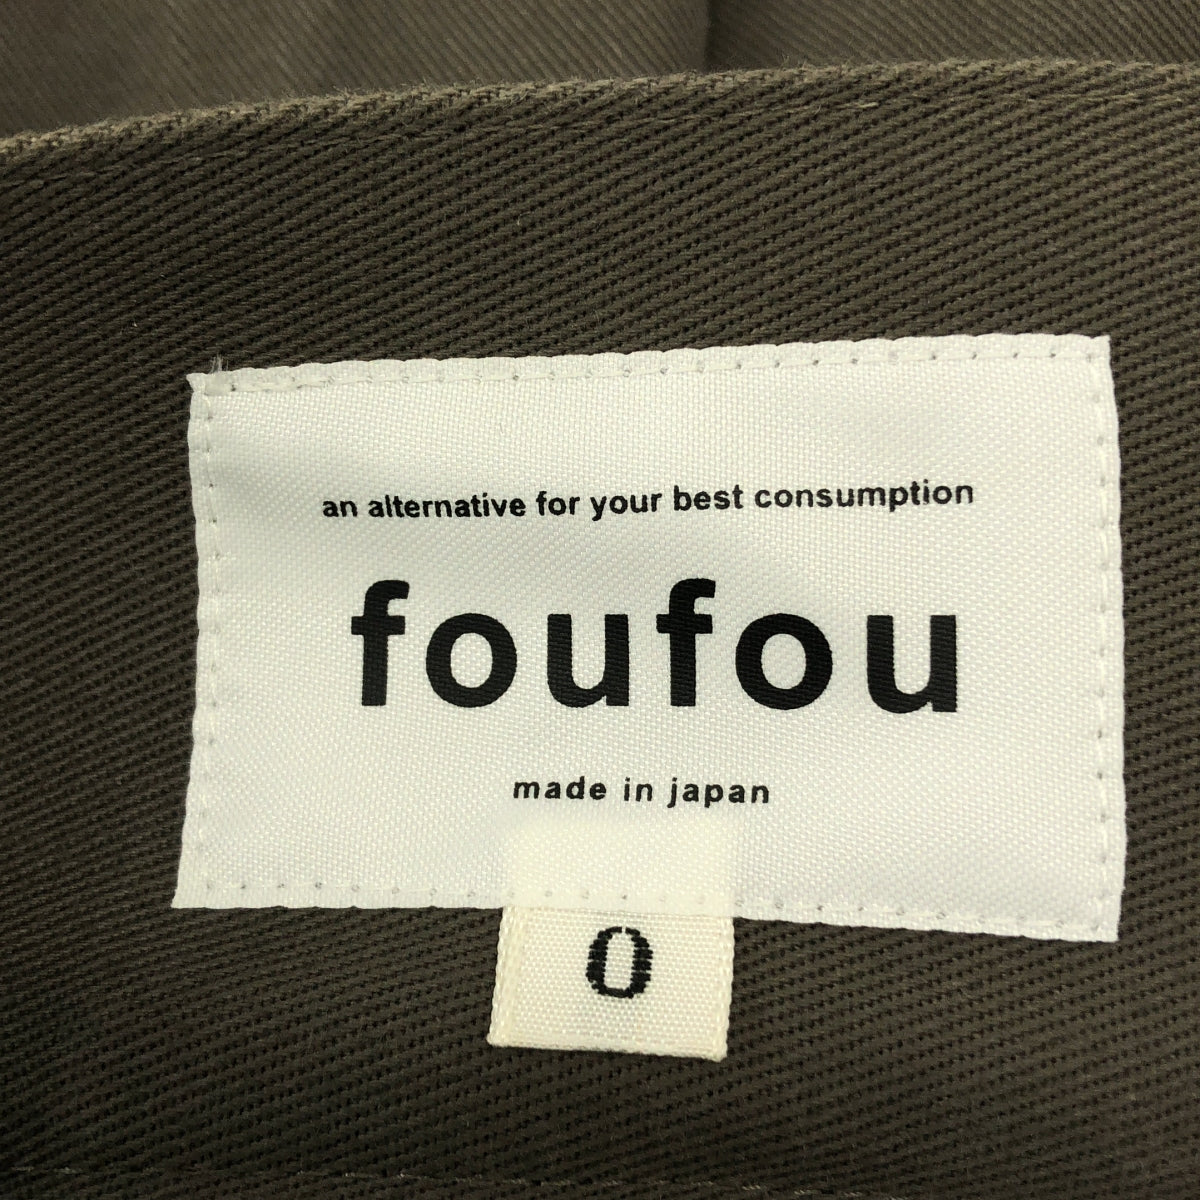 an alternative for your best consumption
foufou
made in japan
0